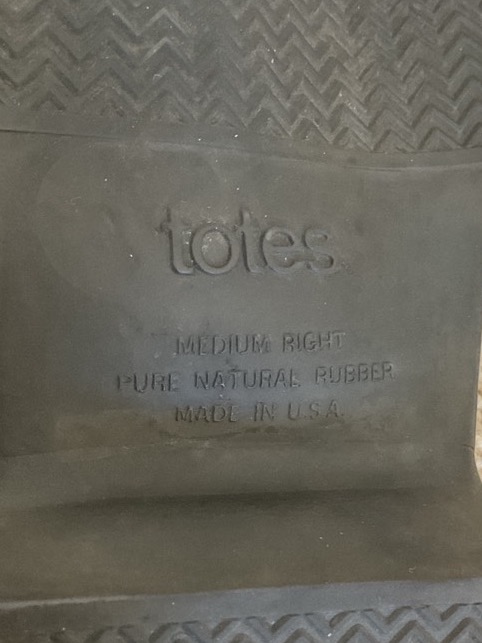 totes
MEDIUM RIGHT
PURE NATURAL RUBBER
MADE IN U.S.A.